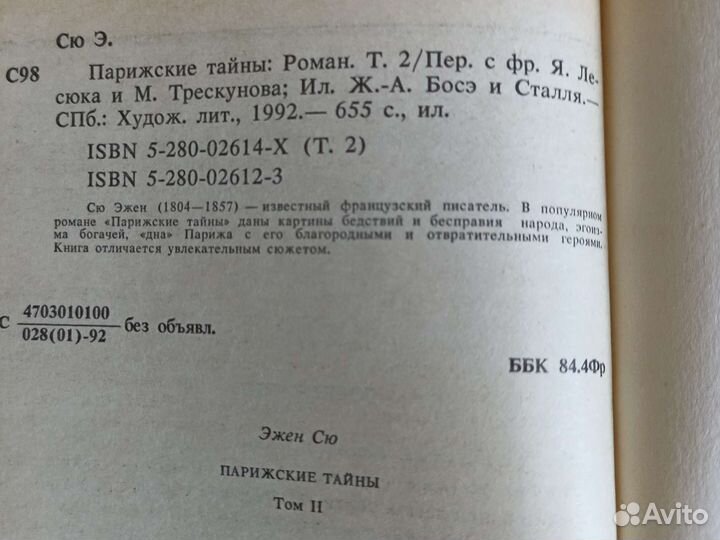 Сю Э.
С98 Парижские тайны: Роман. Т. 2/Пер. с фр. Я. Ле-
сюка и М. Трескунова; Ил. Ж.-А. Босэ и Сталля.—
СПб.: Худож. лит., 1992.— 655 с., ил.
ISBN 5-280-02614-X (Т. 2)
ISBN 5-280-02612-3
Сю Эжен (1804—1857) — известный французский писатель. В популярном
романе «Парижские тайны» даны картины бедствий и бесправия народа, эгоиз-
ма богачей, «дна» Парижа с его благородными и отвратительными героями.
Книга отличается увлекательным сюжетом.
С 4703010100
028(01)-92 без объявл.
ББК 84.4Фр
Эжен Сю
ПАРИЖСКИЕ ТАЙНЫ
Том II
Avito